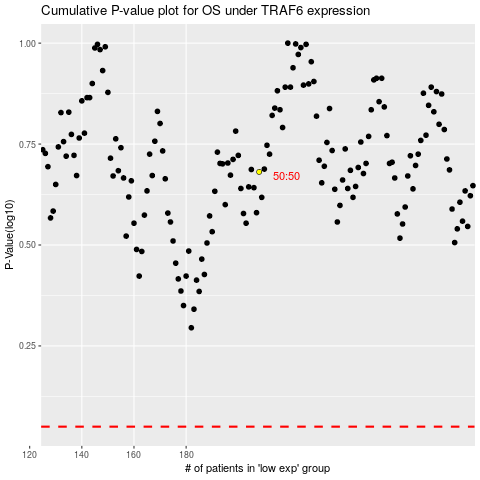 Cumulative P-value plot for OS under TRAF6 expression
P-Value(log10)
1.00
0.75
0.50
0.25
50:50
120 140 160 180
# of patients in 'low exp' group